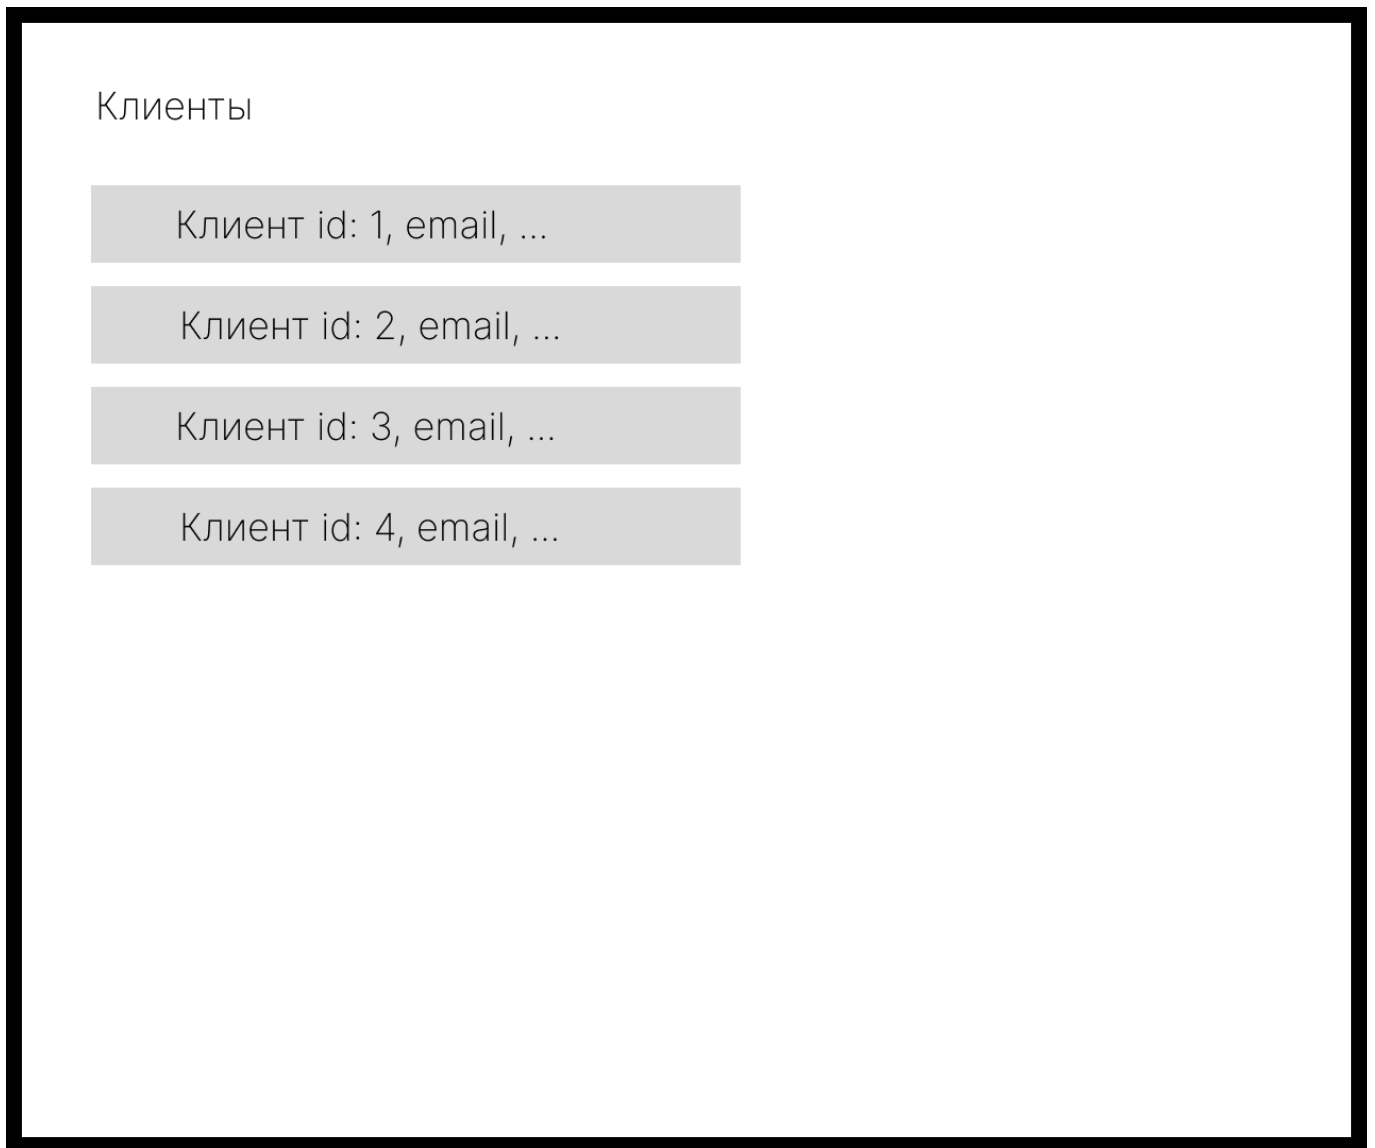 Клиенты
Клиент id: 1, email, ...
Клиент id: 2, email, ...
Клиент id: 3, email, ...
Клиент id: 4, email, ...